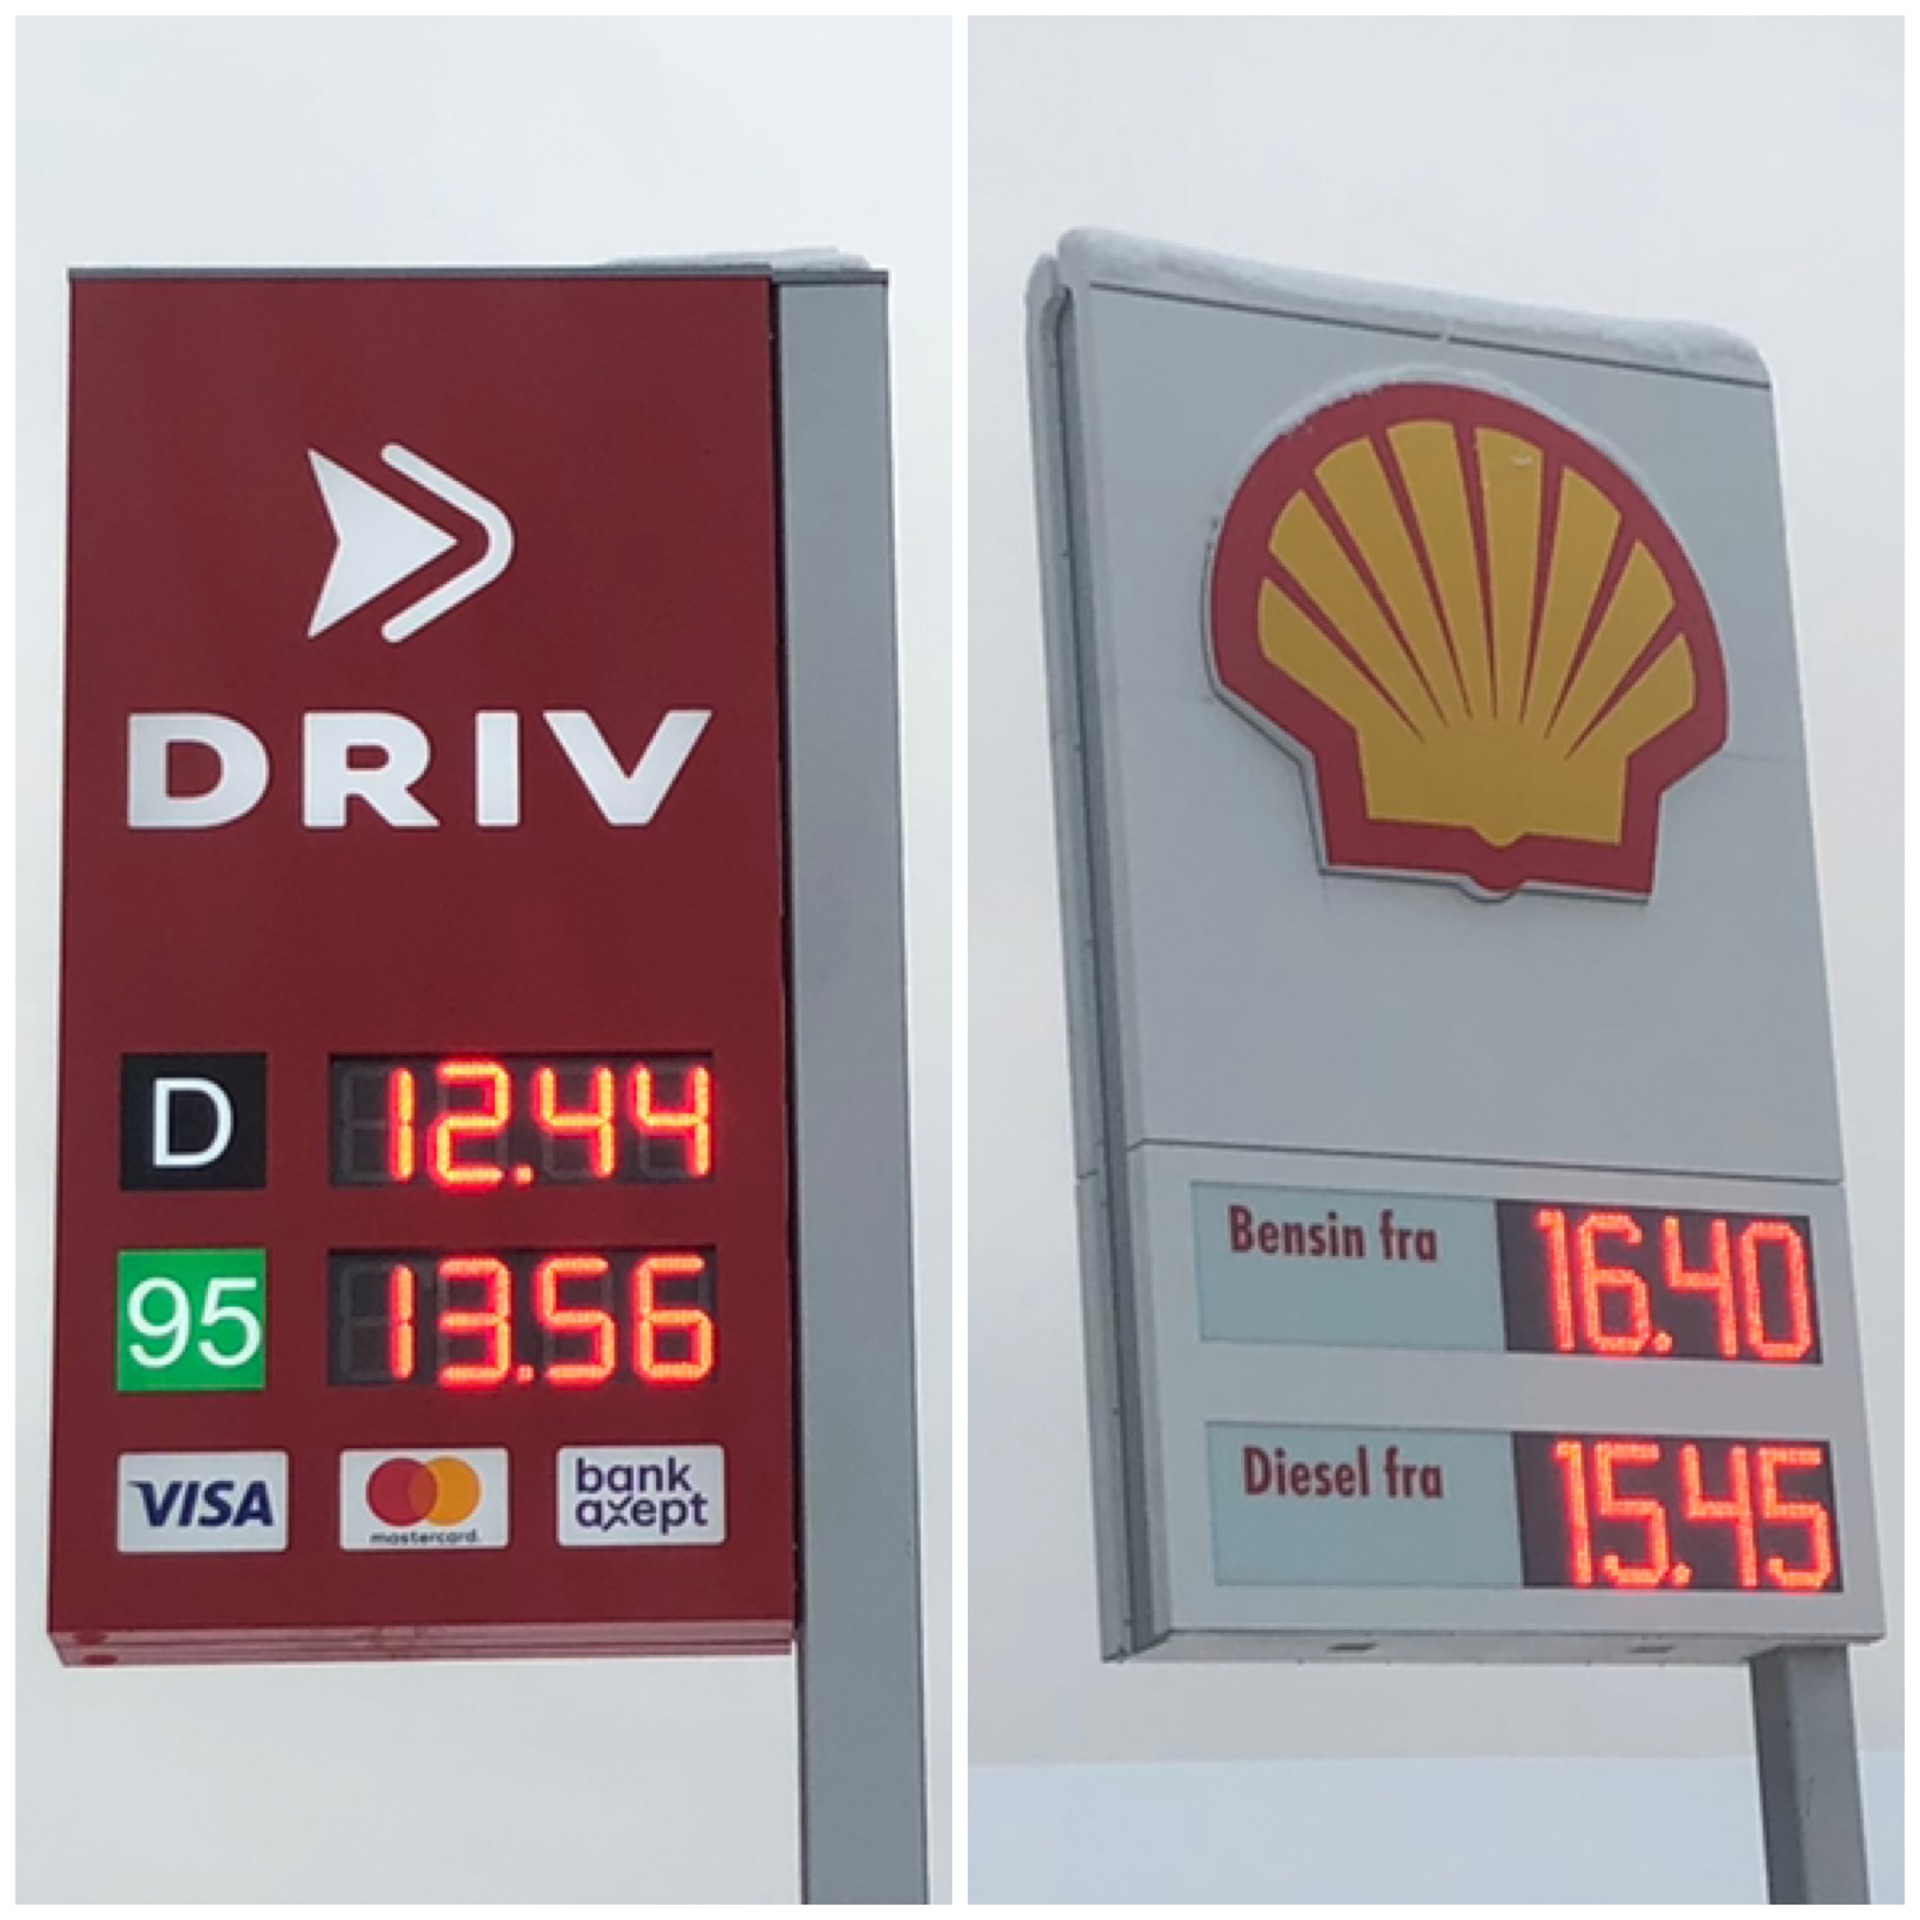 DRIV
D 12.44
95 13.56
VISA
mastercard.
bank
axept
Bensin fra 16.40
Diesel fra 15.45